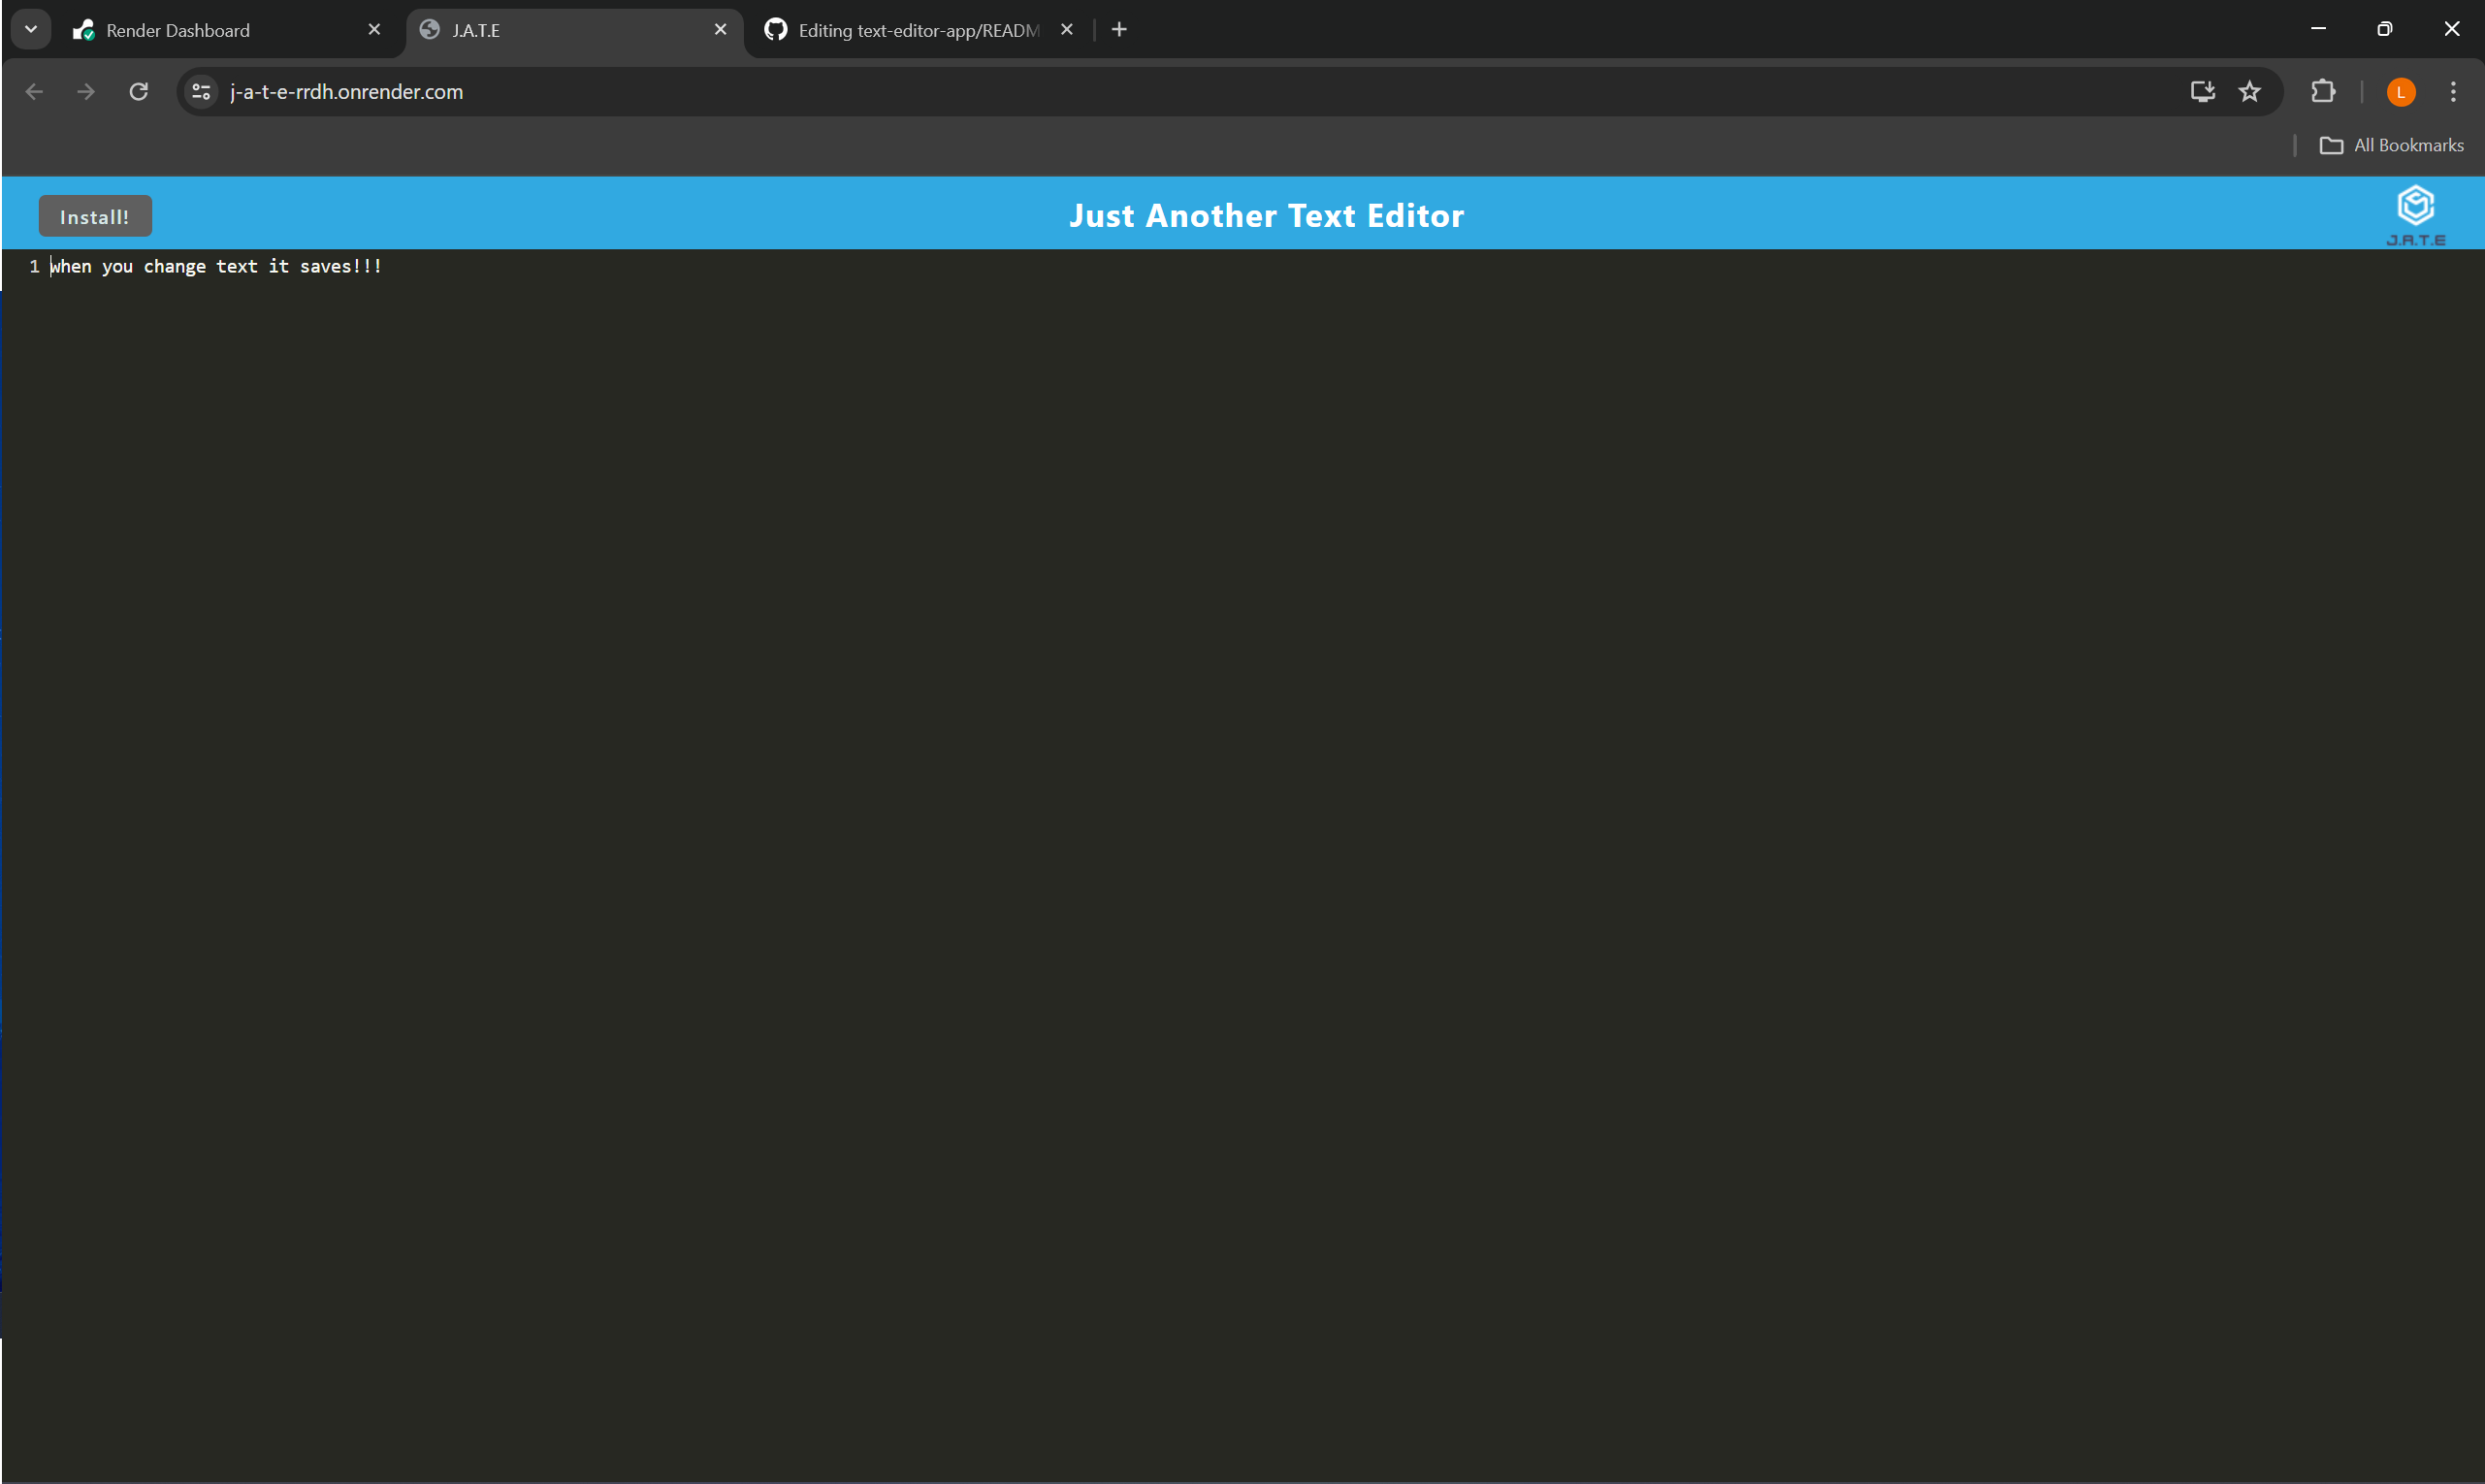 Render Dashboard
J.A.T.E
Editing text-editor-app/READM
j-a-t-e-rrdh.onrender.com
L
All Bookmarks
Install!
Just Another Text Editor
J.A.T.E
1 when you change text it saves!!!